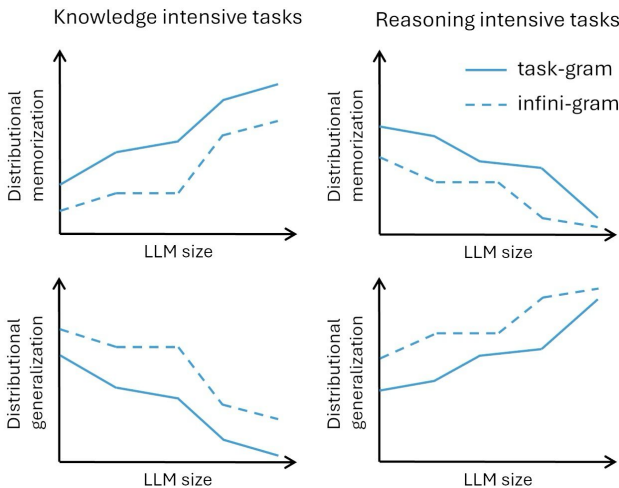 Knowledge intensive tasks
Reasoning intensive tasks
task-gram
infini-gram
Distributional
memorization
LLM size
Distributional
memorization
LLM size
Distributional
generalization
LLM size
Distributional
generalization
LLM size